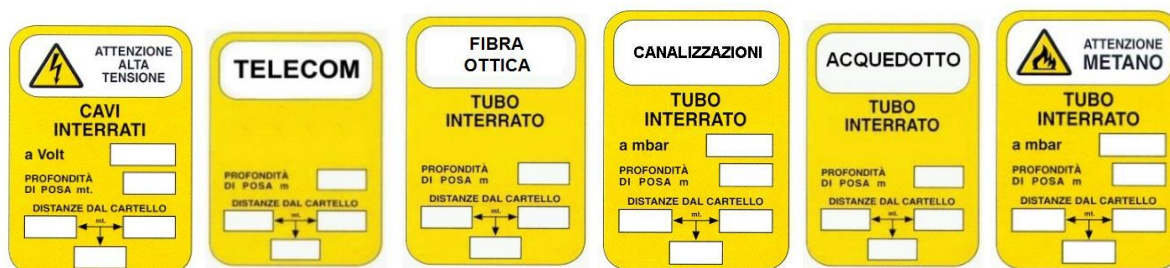 ATTENZIONE
ALTA
TENSIONE
CAVI
INTERRATI
a Volt
PROFONDITÀ
DI POSA mt.
DISTANZE DAL CARTELLO
mt.
TELECOM
PROFONDITÀ
DI POSA m
DISTANZE DAL CARTELLO
mt.
FIBRA
OTTICA
TUBO
INTERRATO
PROFONDITÀ
DI POSA m
DISTANZE DAL CARTELLO
mt.
CANALIZZAZIONI
TUBO
INTERRATO
a mbar
PROFONDITÀ
DI POSA m
DISTANZE DAL CARTELLO
mt.
ACQUEDOTTO
TUBO
INTERRATO
PROFONDITÀ
DI POSA m
DISTANZE DAL CARTELLO
mt.
ATTENZIONE
METANO
TUBO
INTERRATO
a mbar
PROFONDITÀ
DI POSA m
DISTANZE DAL CARTELLO
mt.